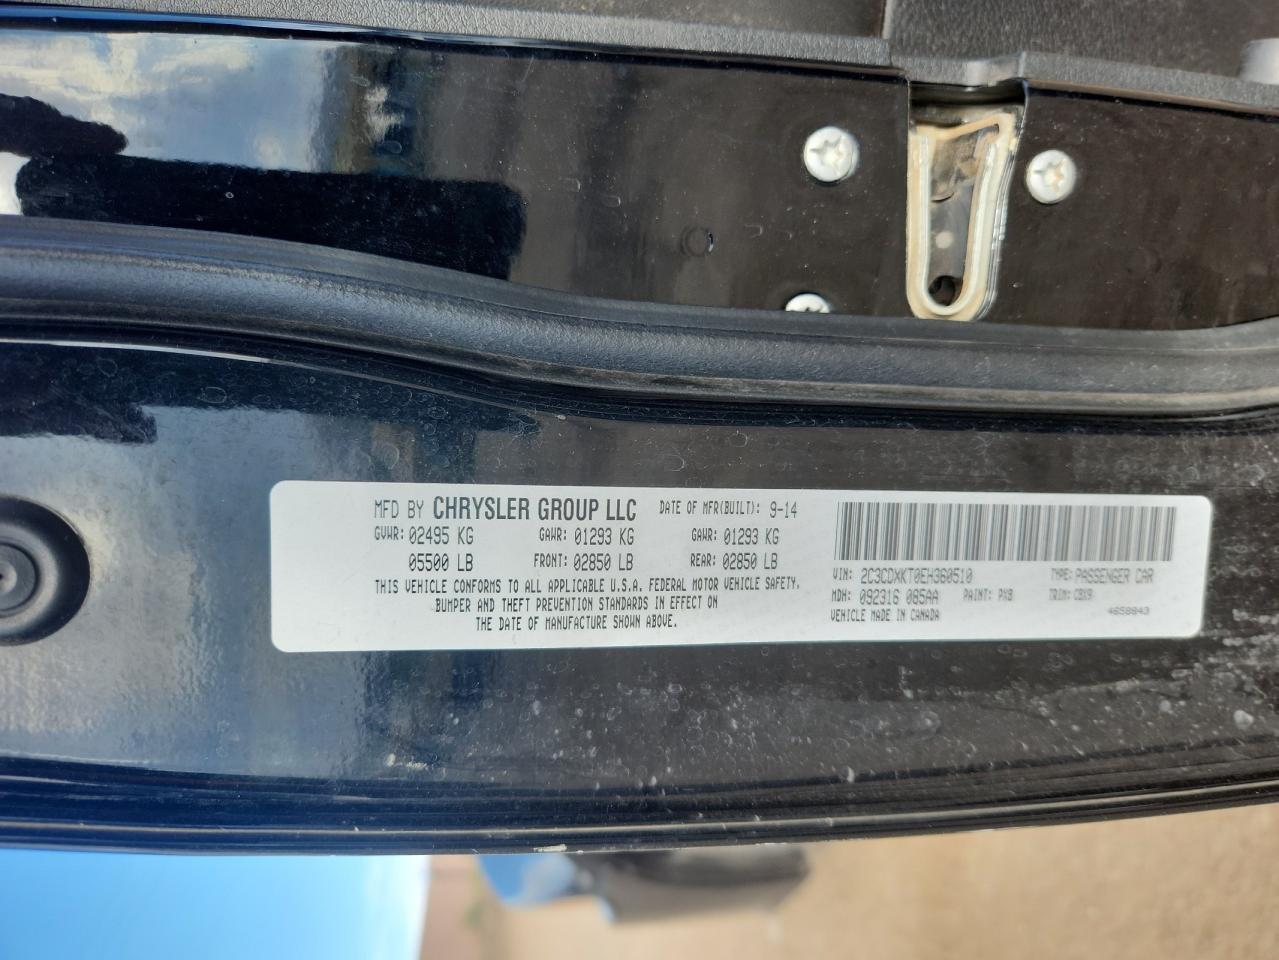 MFD BY CHRYSLER GROUP LLC DATE OF MFR(BUILT): 9-14
GVWR: 02495 KG GAWR: 01293 KG GAWR: 01293 KG
05500 LB FRONT: 02850 LB REAR: 02850 LB
THIS VEHICLE CONFORMS TO ALL APPLICABLE U.S.A. FEDERAL MOTOR VEHICLE SAFETY,
BUMPER AND THEFT PREVENTION STANDARDS IN EFFECT ON
THE DATE OF MANUFACTURE SHOWN ABOVE.
VIN: 2C3CDXKT0EH360510 TYPE: PASSENGER CAR
MDH: 092316 085AA PAINT: PX8 TRIM: CBX9
VEHICLE MADE IN CANADA 4658843